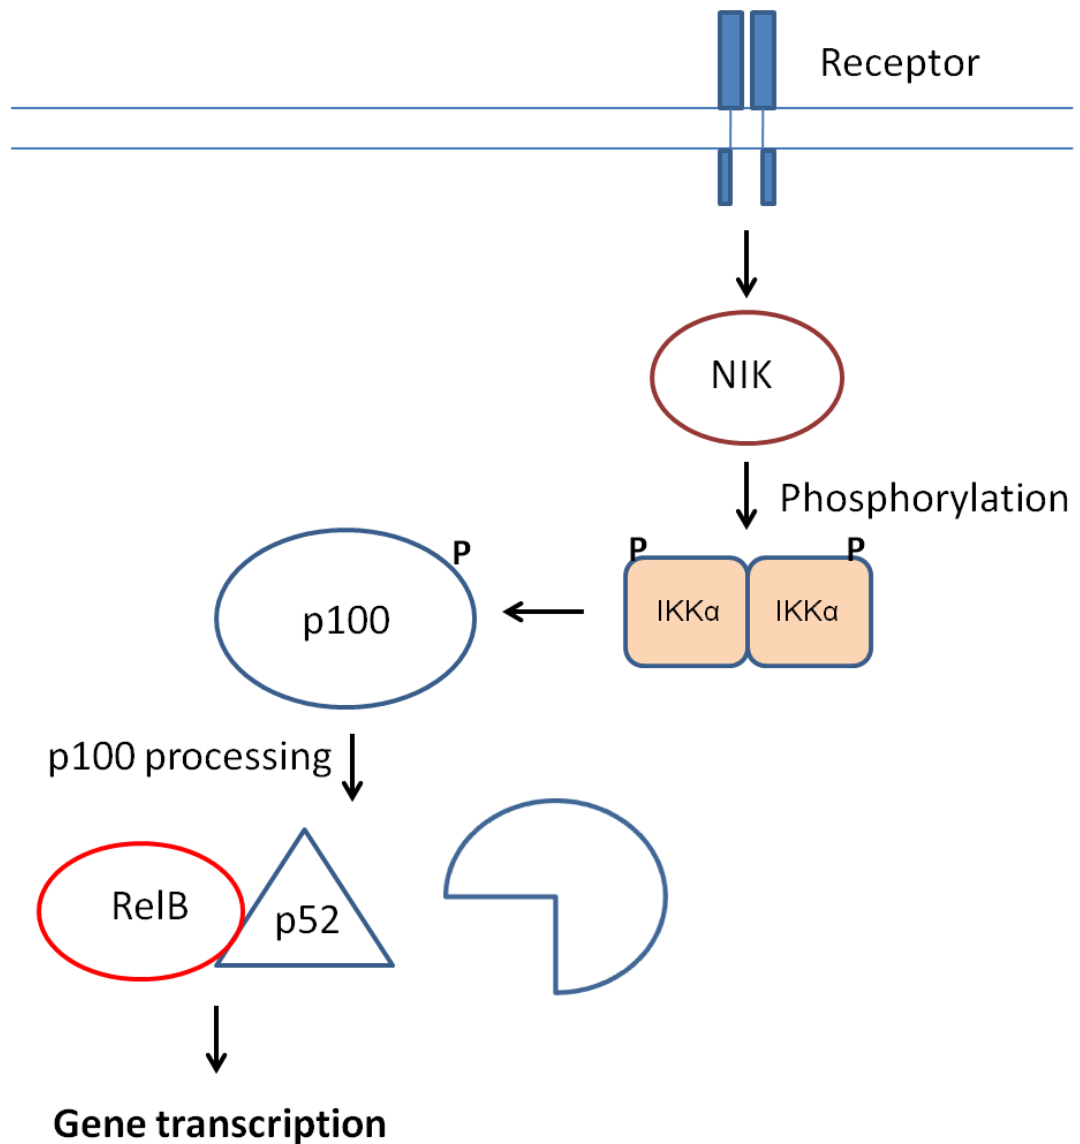 Receptor
NIK
Phosphorylation
P
P
P
p100
IKKα
IKKα
p100 processing
RelB
p52
Gene transcription